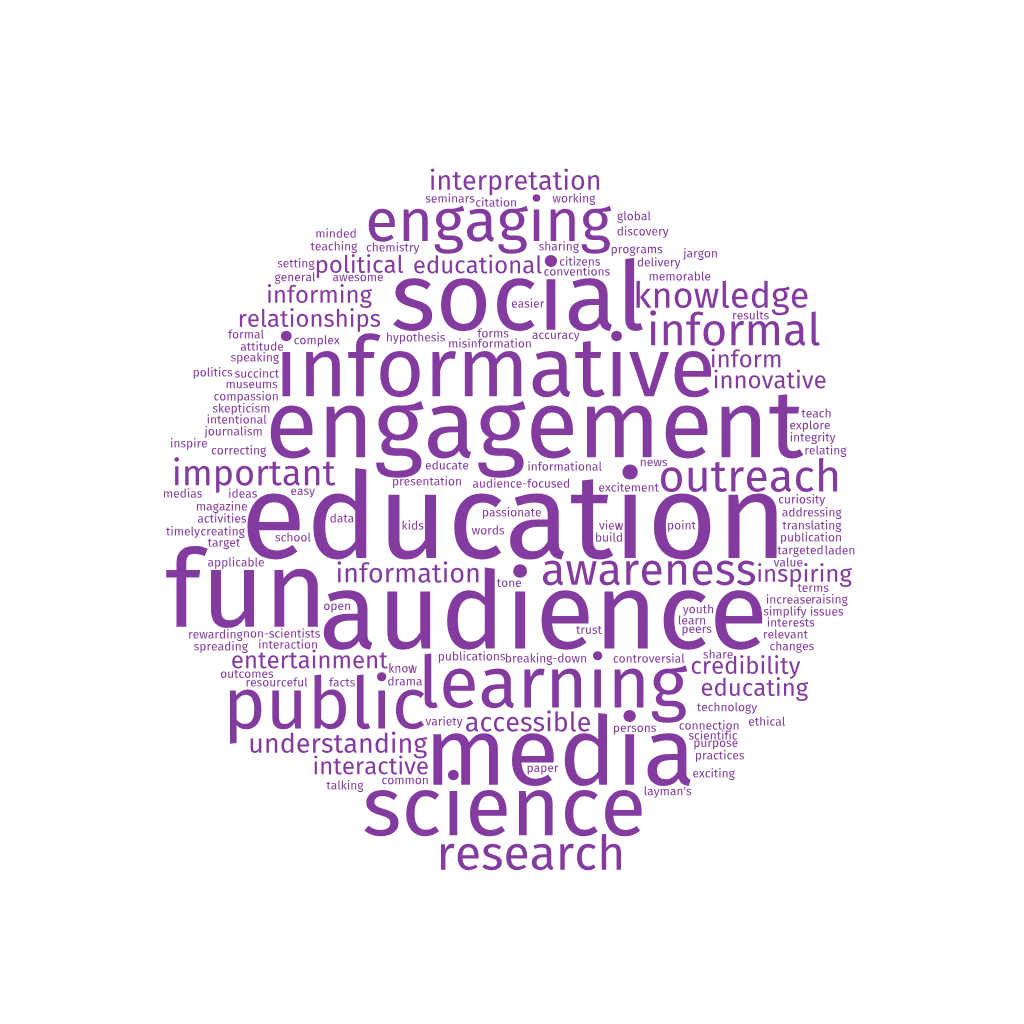 interpretation
seminars citation working
engaging global
minded discovery
teaching chemistry sharing programs jargon
setting political educational citizens delivery
general awesome conventions memorable
informing social easier knowledge
relationships informal results
formal complex hypothesis forms accuracy
attitude misinformation
speaking informative inform
politics succinct innovative
museums
compassion
skepticism engagement teach
intentional explore
journalism integrity
inspire correcting relating
important educate informational news outreach
medias ideas easy presentation audience-focused excitement curiosity
magazine education passionate addressing
activities data kids view point translating
timely creating school words build publication
target targeted laden
applicable value
fun information tone awareness inspiring
terms
open audience youth increase raising
learn simplify issues
trust peers interests
rewarding non-scientists relevant
spreading interaction changes
entertainment know publications breaking-down controversial share credibility
outcomes
resourceful facts drama learning educating
public technology
variety accessible persons connection ethical
understanding media scientific
purpose
interactive paper practices
talking common exciting
science layman's
research